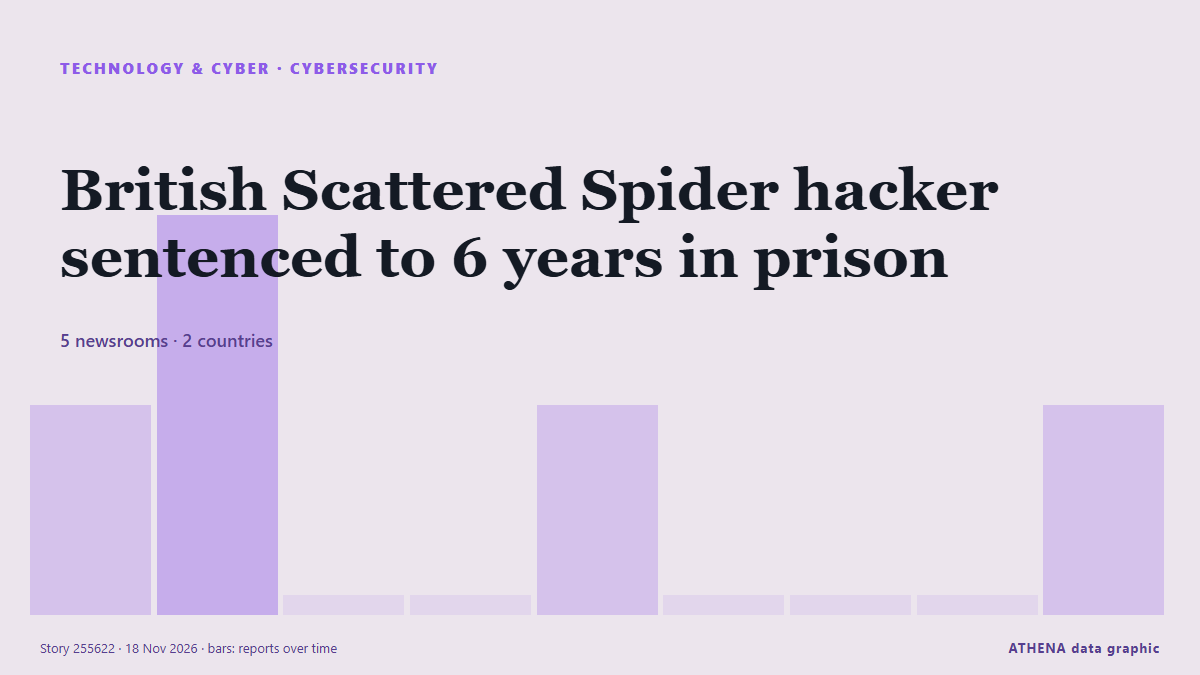 TECHNOLOGY & CYBER · CYBERSECURITY
British Scattered Spider hacker
sentenced to 6 years in prison
5 newsrooms · 2 countries
Story 255622 · 18 Nov 2026 · bars: reports over time
ATHENA data graphic